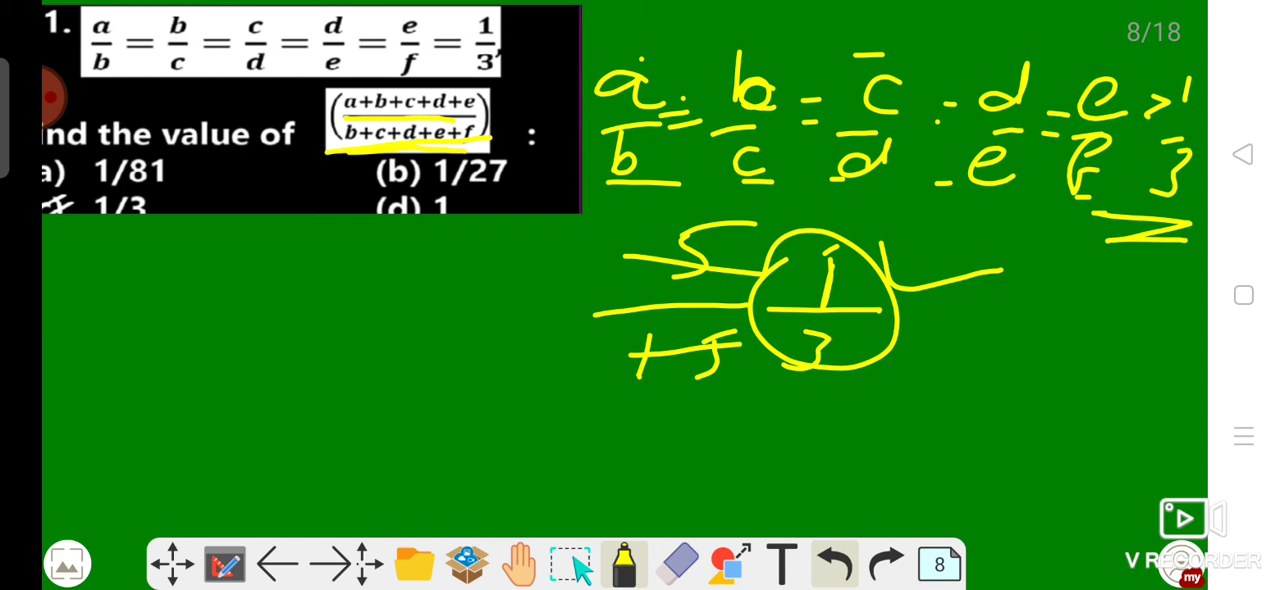 1. a/b = b/c = c/d = d/e = e/f = 1/3,
ind the value of (a+b+c+d+e / b+c+d+e+f) :
a) 1/81 (b) 1/27
1/3 (d) 1
8/18
a/b = b/c = c/d = d/e = e/f 1/3
1/3
8
V RECORDER
my